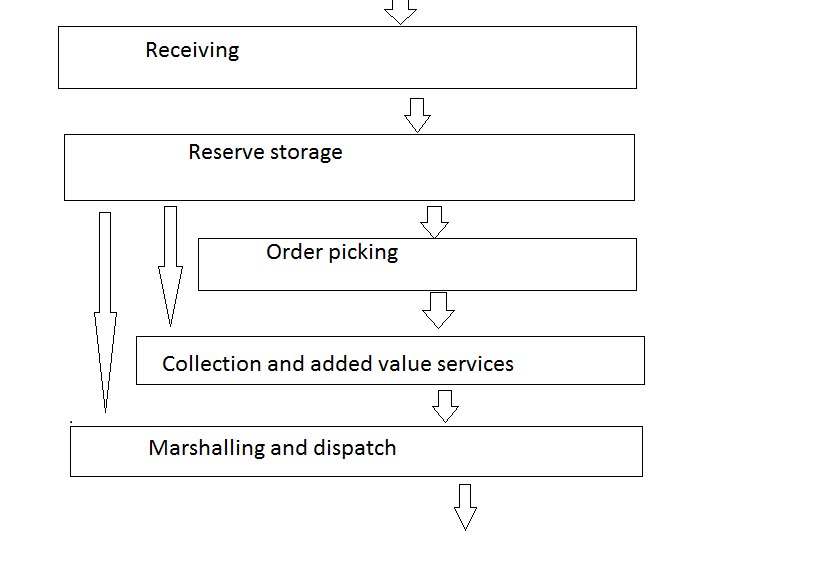 Receiving
Reserve storage
Order picking
Collection and added value services
Marshalling and dispatch